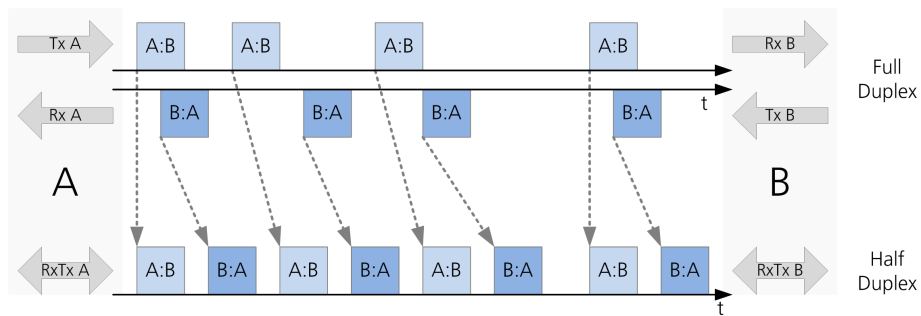 Tx A
A:B
A:B
A:B
A:B
Rx B
Full
Duplex
t
Rx A
B:A
B:A
B:A
B:A
Tx B
A
B
RxTx A
A:B
B:A
A:B
B:A
A:B
B:A
A:B
B:A
RxTx B
Half
Duplex
t